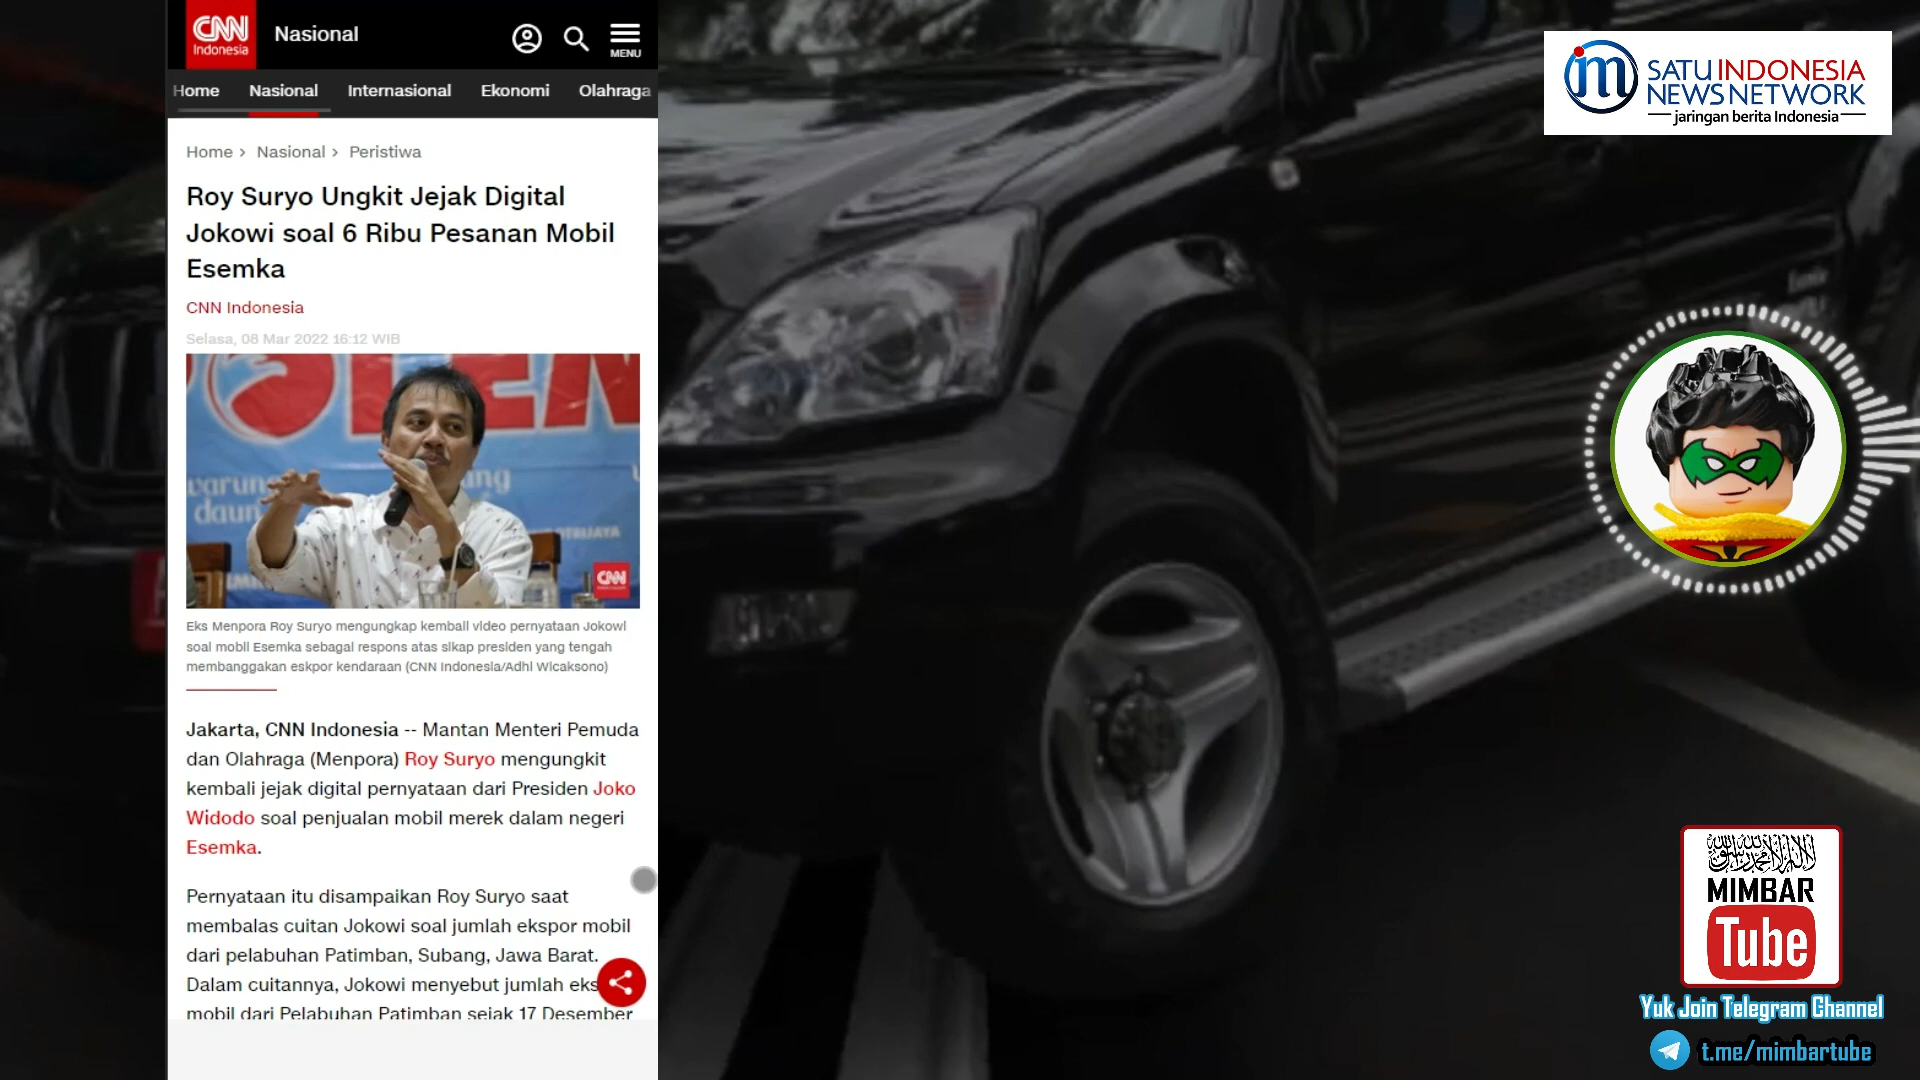 CNN
Indonesia
Nasional
MENU
Home Nasional Internasional Ekonomi Olahraga
Home › Nasional › Peristiwa
Roy Suryo Ungkit Jejak Digital
Jokowi soal 6 Ribu Pesanan Mobil
Esemka
CNN Indonesia
Selasa, 08 Mar 2022 16:12 WIB
warung
daun
CNN
Eks Menpora Roy Suryo mengungkap kembali video pernyataan Jokowi
soal mobil Esemka sebagai respons atas sikap presiden yang tengah
membanggakan eskpor kendaraan (CNN Indonesia/Adhi Wicaksono)
Jakarta, CNN Indonesia -- Mantan Menteri Pemuda
dan Olahraga (Menpora) Roy Suryo mengungkit
kembali jejak digital pernyataan dari Presiden Joko
Widodo soal penjualan mobil merek dalam negeri
Esemka.
Pernyataan itu disampaikan Roy Suryo saat
membalas cuitan Jokowi soal jumlah ekspor mobil
dari pelabuhan Patimban, Subang, Jawa Barat.
Dalam cuitannya, Jokowi menyebut jumlah eks
mobil dari Pelabuhan Patimban sejak 17 Desember
SATU INDONESIA
NEWS NETWORK
jaringan berita Indonesia
MIMBAR
Tube
Yuk Join Telegram Channel
t.me/mimbartube